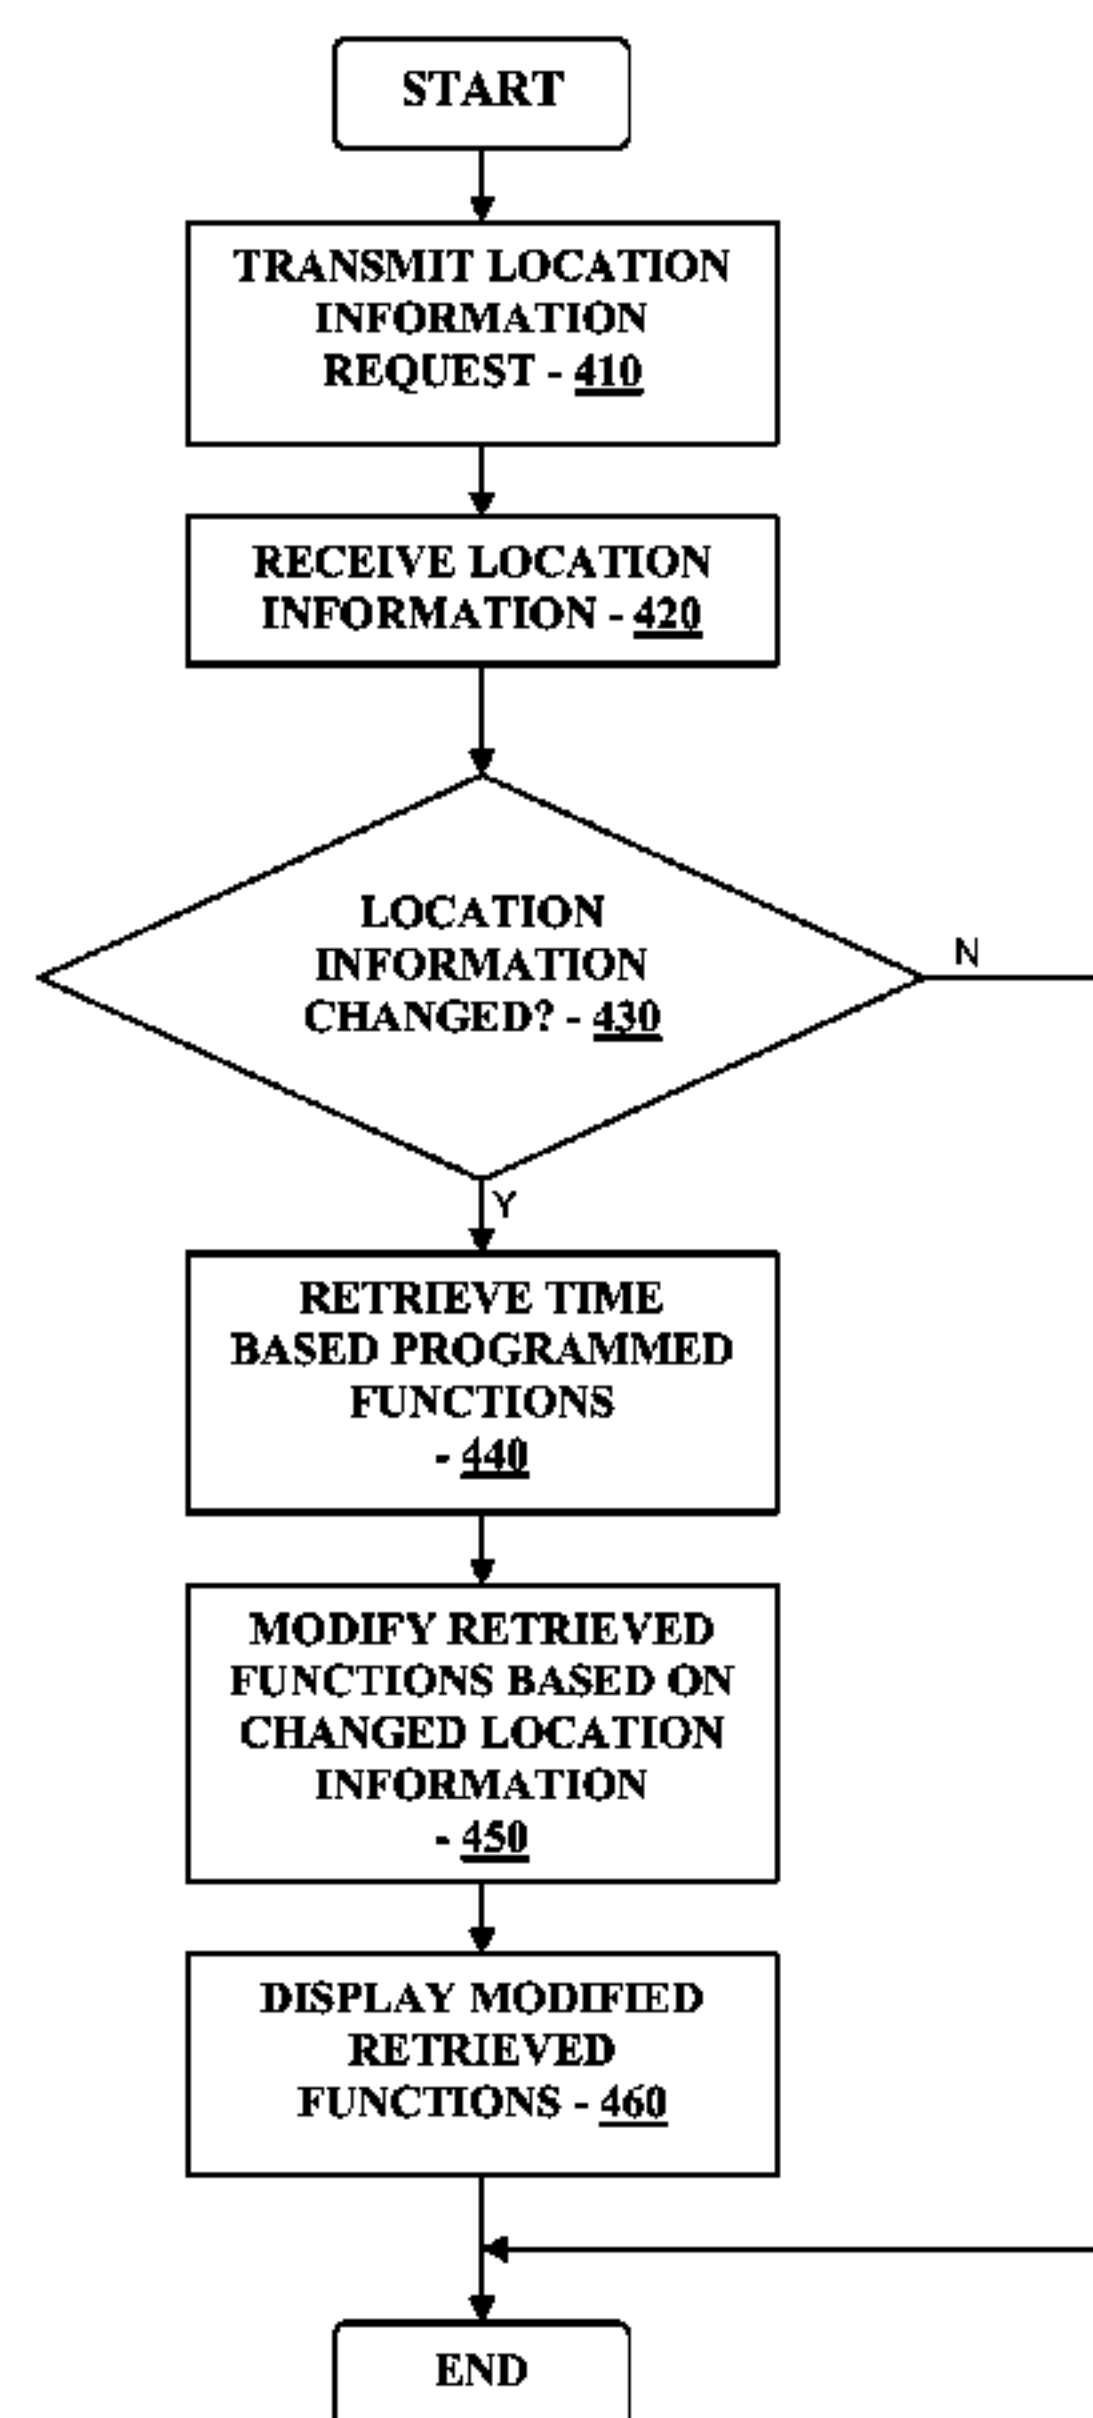 START
TRANSMIT LOCATION
INFORMATION
REQUEST - 410
RECEIVE LOCATION
INFORMATION - 420
LOCATION
INFORMATION
CHANGED? - 430
N
Y
RETRIEVE TIME
BASED PROGRAMMED
FUNCTIONS
- 440
MODIFY RETRIEVED
FUNCTIONS BASED ON
CHANGED LOCATION
INFORMATION
- 450
DISPLAY MODIFIED
RETRIEVED
FUNCTIONS - 460
END